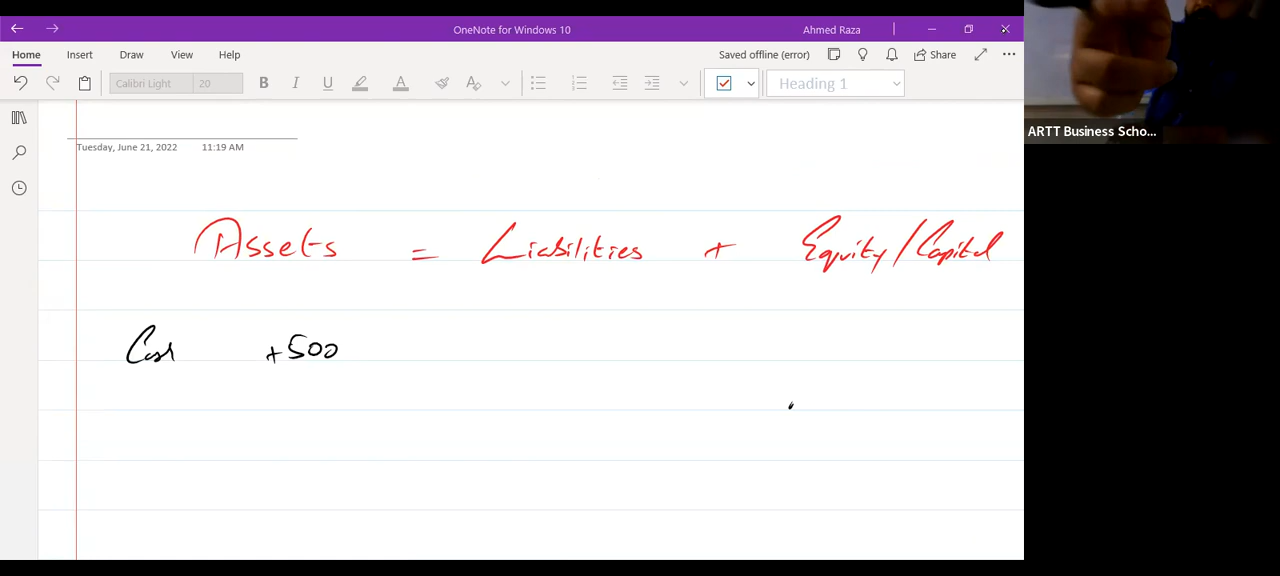 OneNote for Windows 10
Ahmed Raza
Home Insert Draw View Help
Saved offline (error) Share
Calibri Light 20 B I U A A Heading 1
ARTT Business Scho...
Tuesday, June 21, 2022 11:19 AM
Assets = Liabilities + Equity/Capital
Cash +500